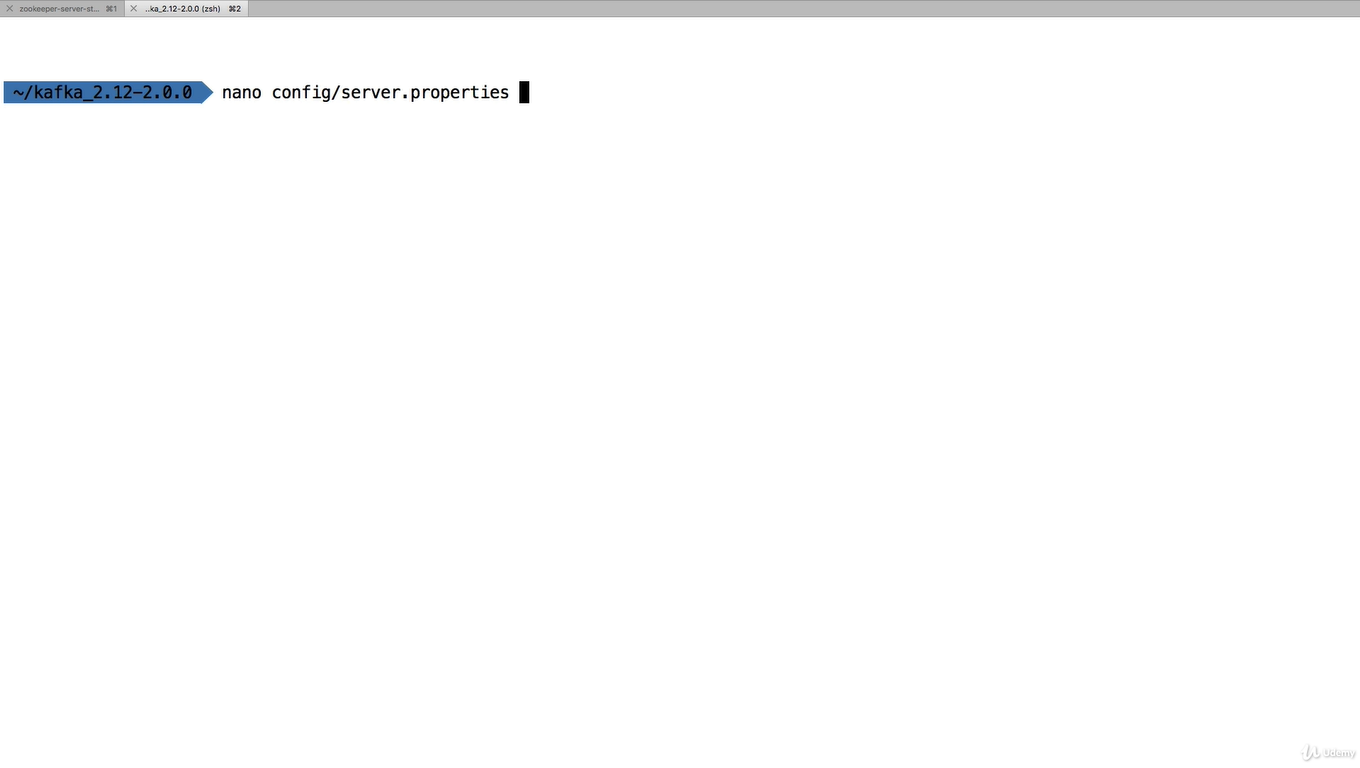 zookeeper-server-st... ⌘1
..ka_2.12-2.0.0 (zsh) ⌘2
~/kafka_2.12-2.0.0 nano config/server.properties
Udemy